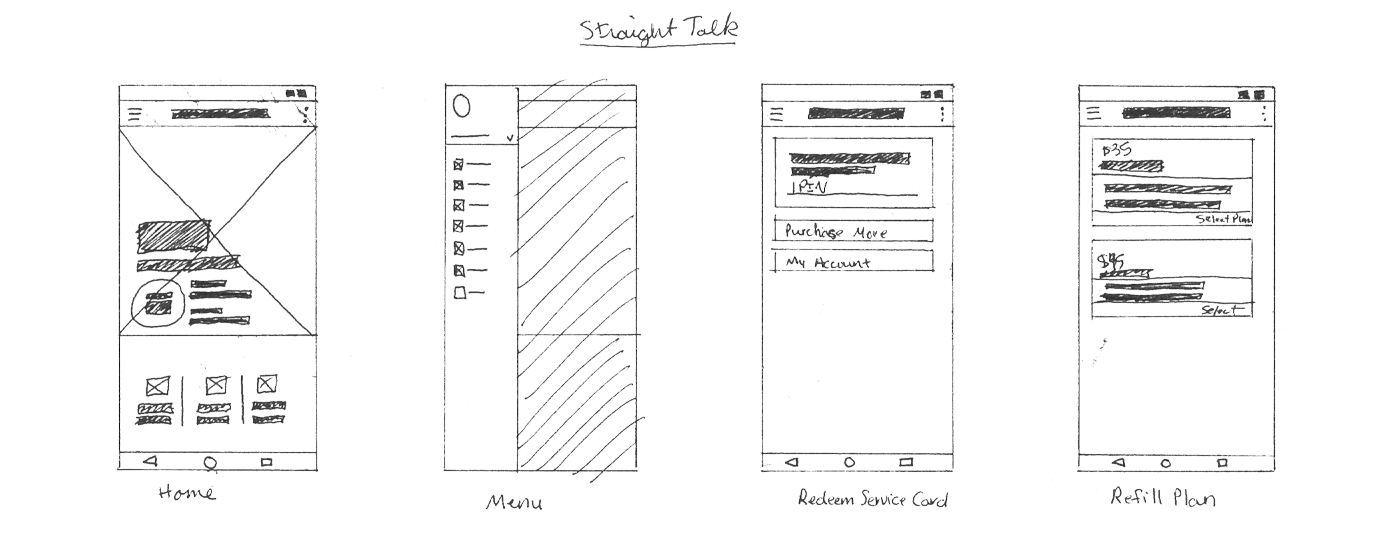 Straight Talk
PIN
Purchase More
My Account
$35
Select Plan
$45
Select
Home
Menu
Redeem Service Card
Refill Plan